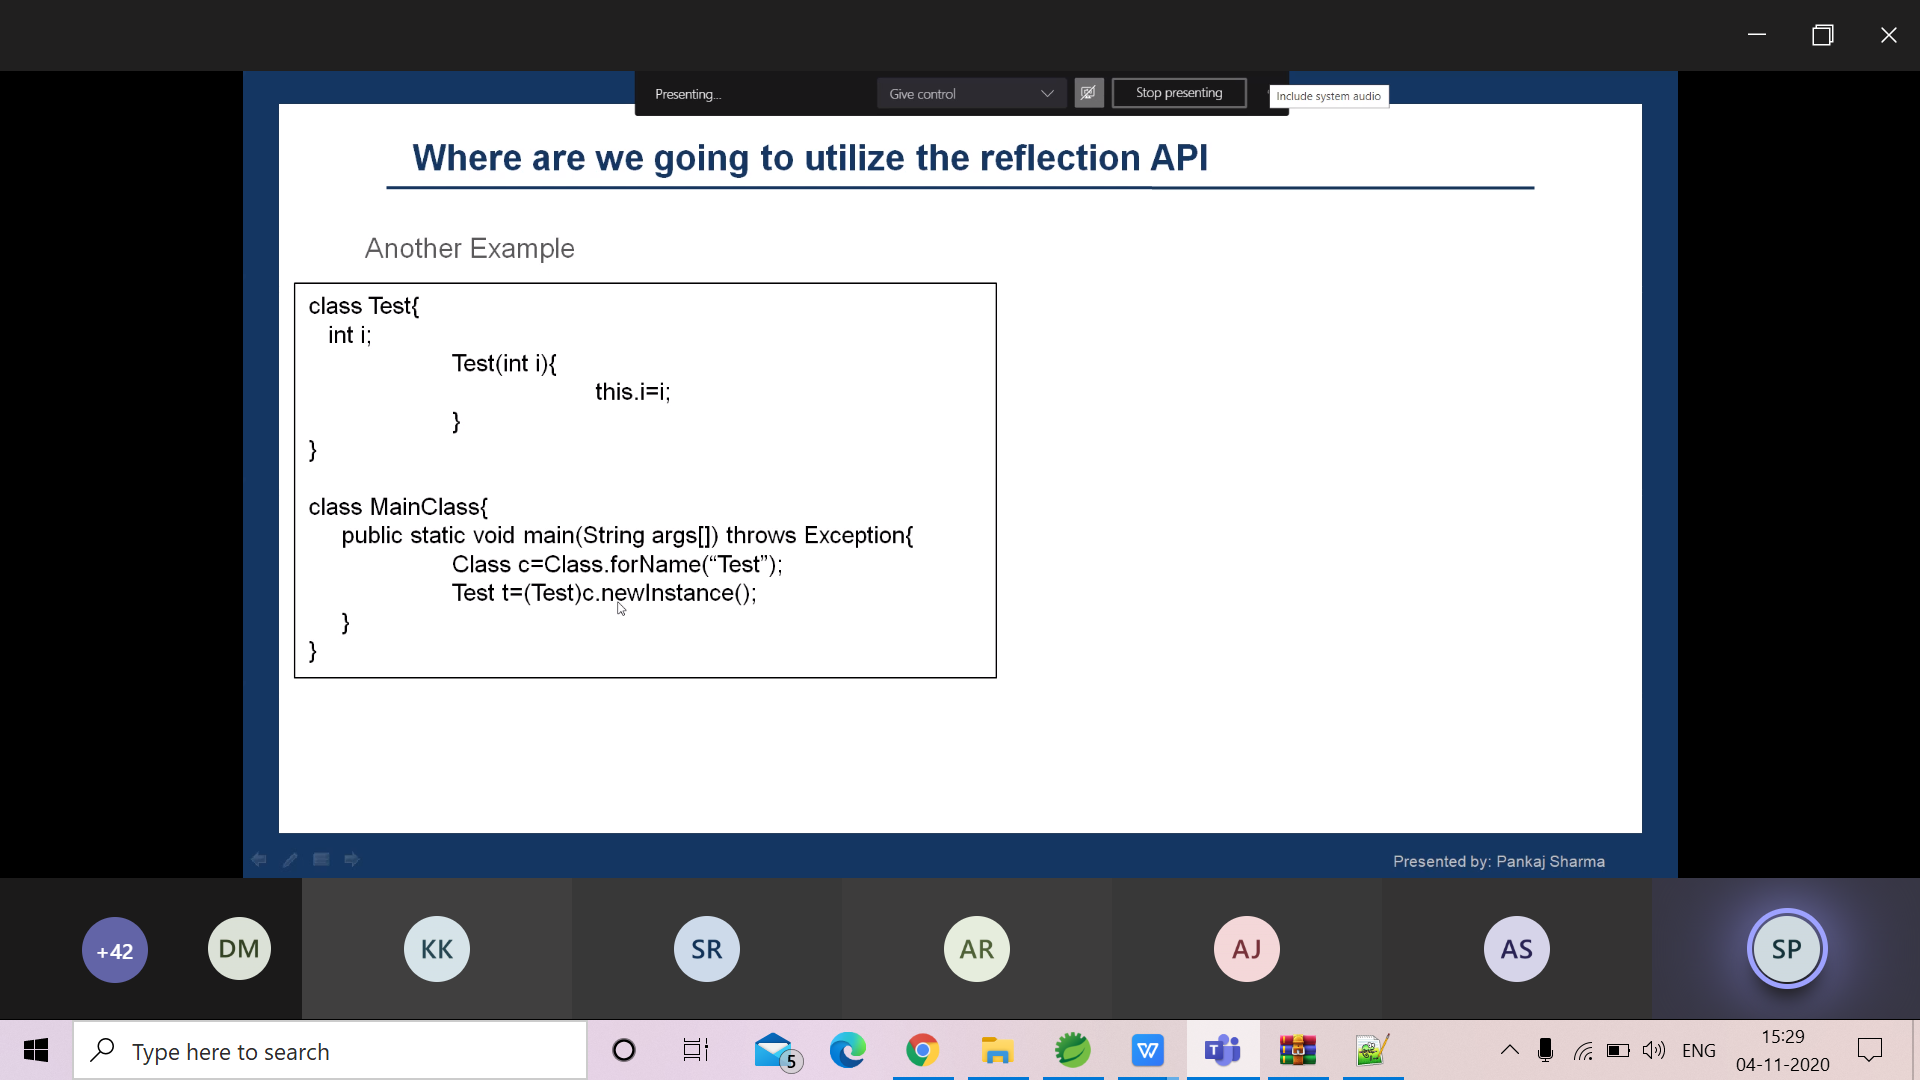 Presenting...
Give control
Stop presenting
Include system audio
Where are we going to utilize the reflection API
Another Example
class Test{
int i;
Test(int i){
this.i=i;
}
}
class MainClass{
public static void main(String args[]) throws Exception{
Class c=Class.forName(“Test”);
Test t=(Test)c.newInstance();
}
}
Presented by: Pankaj Sharma
+42
DM
KK
SR
AR
AJ
AS
SP
Type here to search
5
W
T
ENG
15:29
04-11-2020